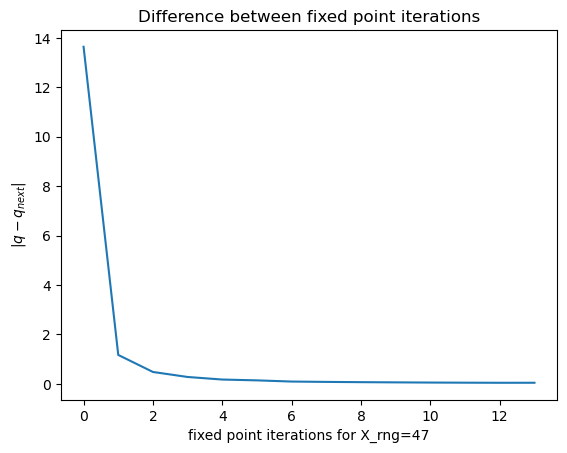 Difference between fixed point iterations
14
12
10
8
6
4
2
0
|q − q_next|
0 2 4 6 8 10 12
fixed point iterations for X_rng=47